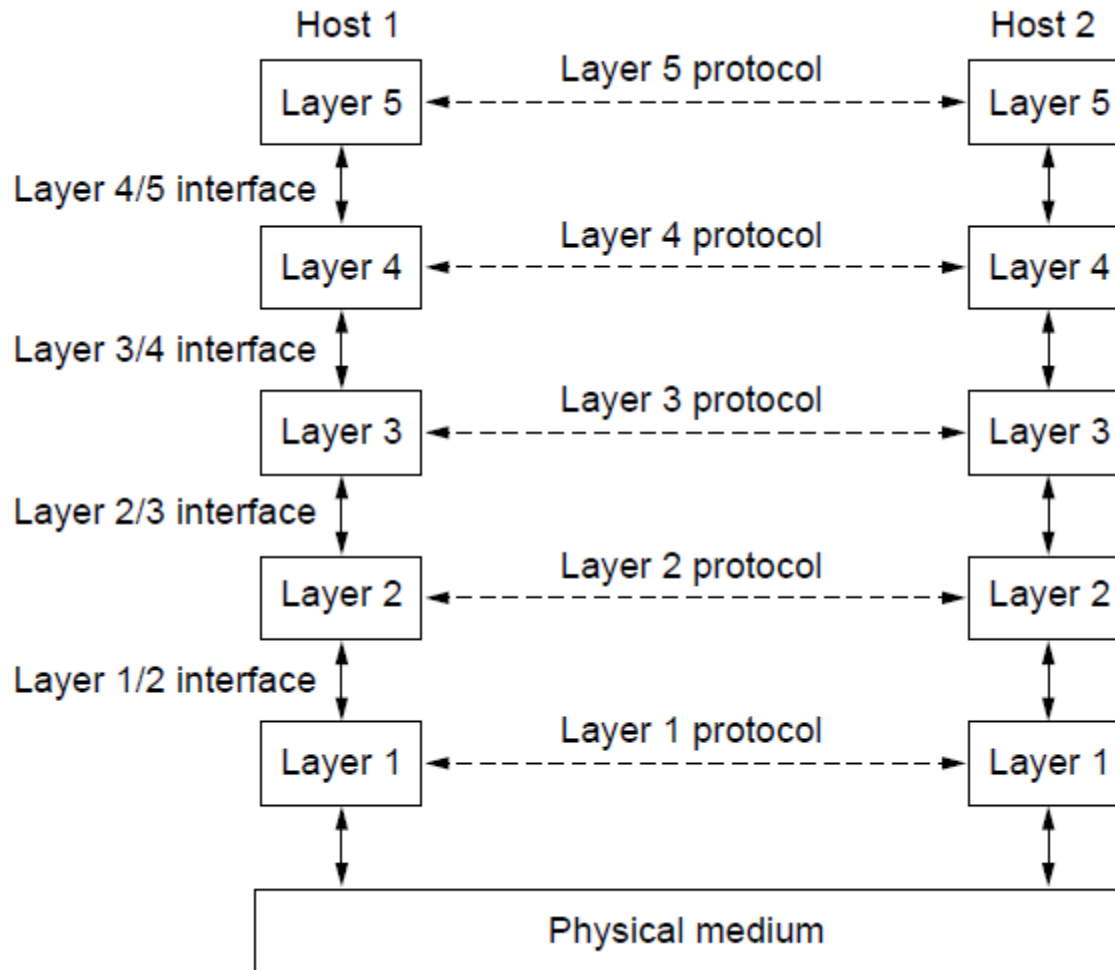 Host 1
Host 2
Layer 5 protocol
Layer 5
Layer 5
Layer 4/5 interface
Layer 4 protocol
Layer 4
Layer 4
Layer 3/4 interface
Layer 3 protocol
Layer 3
Layer 3
Layer 2/3 interface
Layer 2 protocol
Layer 2
Layer 2
Layer 1/2 interface
Layer 1 protocol
Layer 1
Layer 1
Physical medium